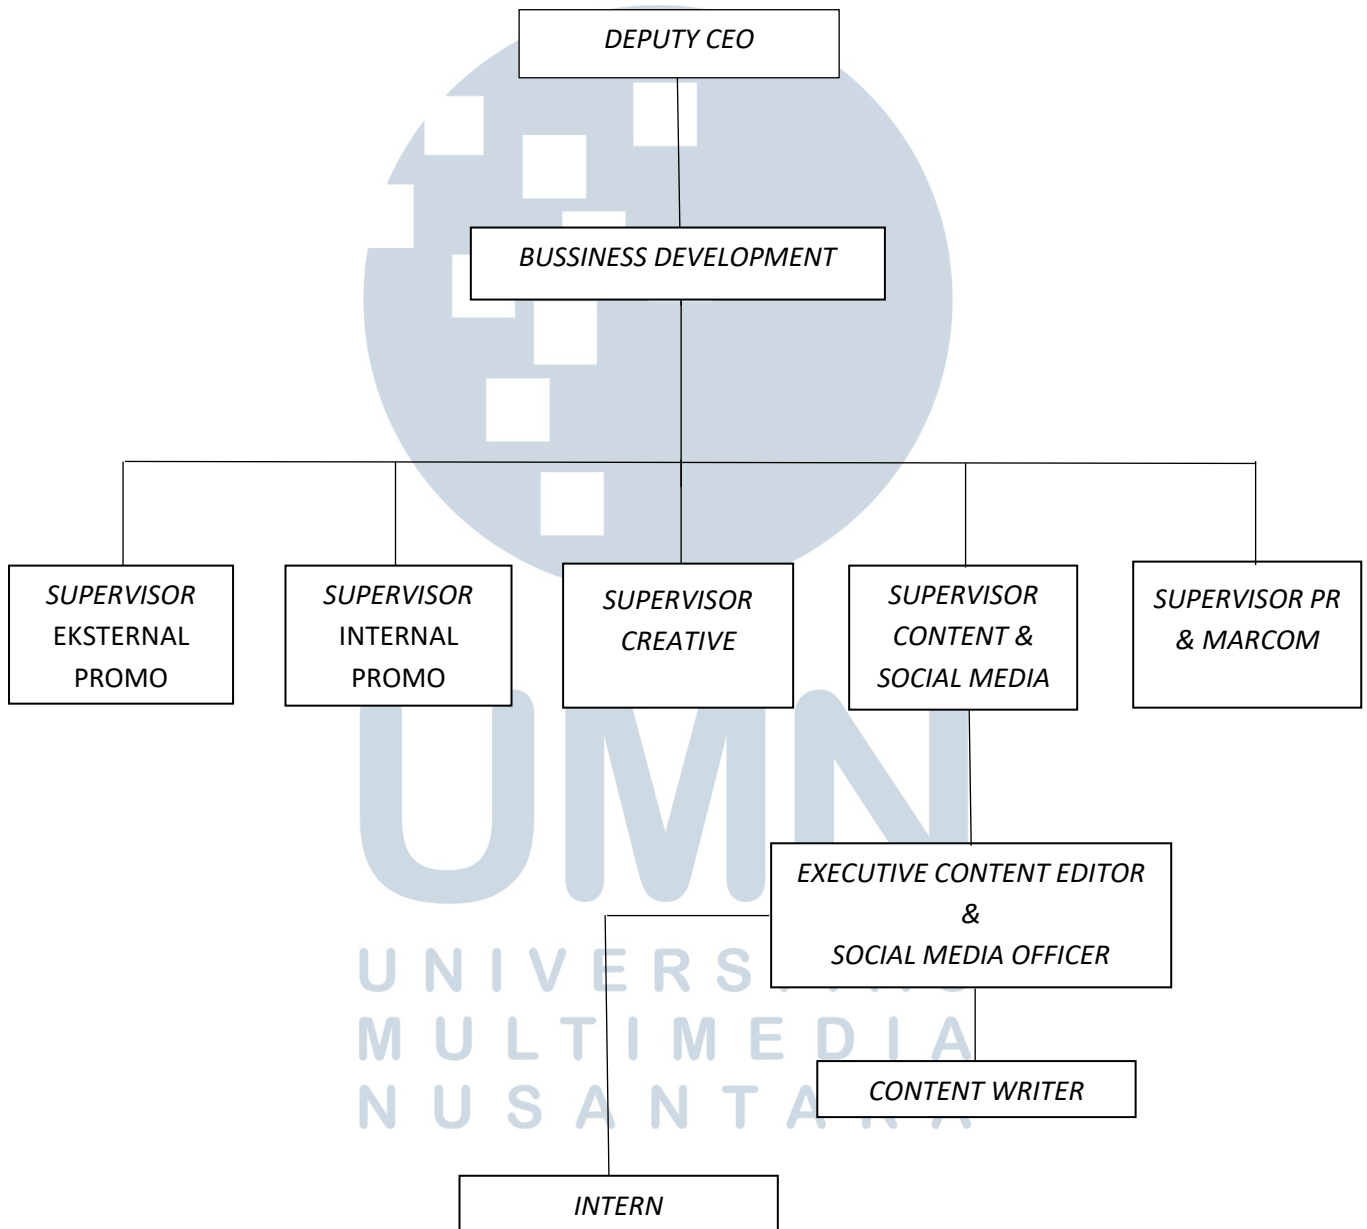 DEPUTY CEO
BUSSINESS DEVELOPMENT
SUPERVISOR
EKSTERNAL
PROMO
SUPERVISOR
INTERNAL
PROMO
SUPERVISOR
CREATIVE
SUPERVISOR
CONTENT &
SOCIAL MEDIA
SUPERVISOR PR
& MARCOM
UMN
EXECUTIVE CONTENT EDITOR
&
SOCIAL MEDIA OFFICER
UNIVERSITAS
MULTIMEDIA
CONTENT WRITER
NUSANTARA
INTERN